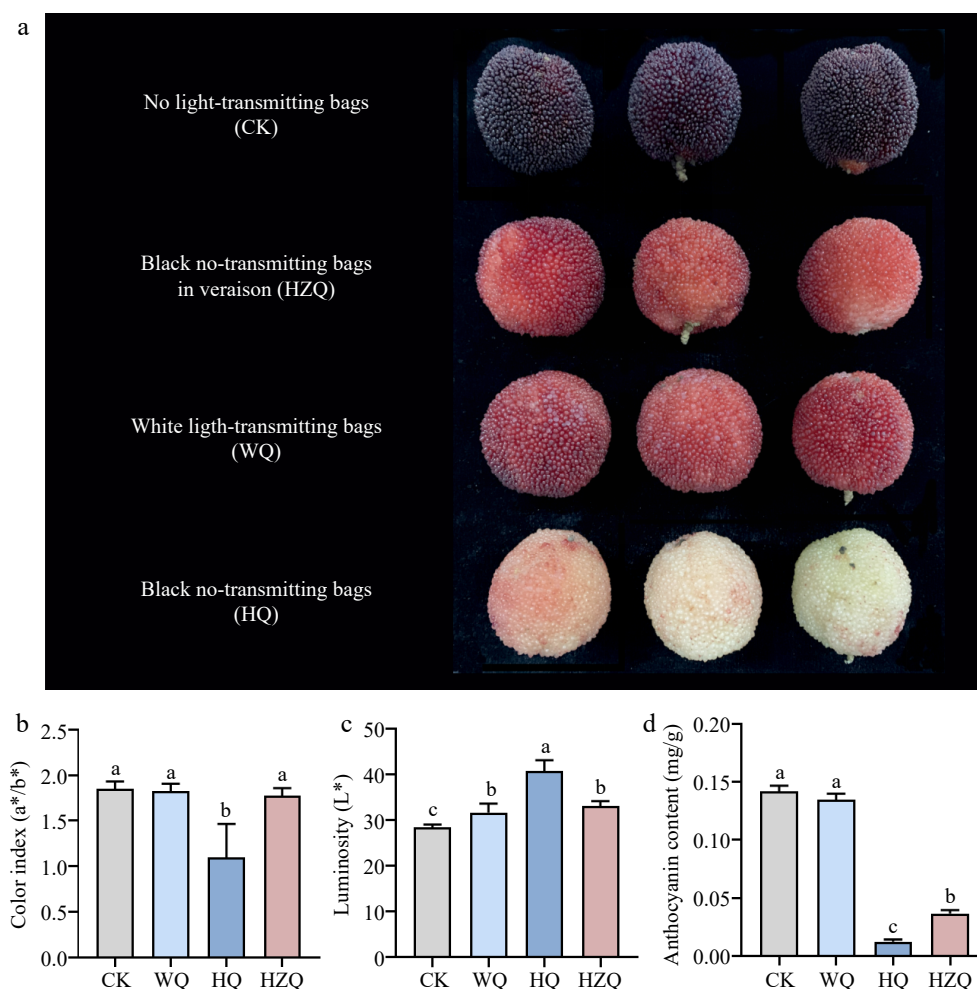 a
No light-transmitting bags
(CK)
Black no-transmitting bags
in veraison (HZQ)
White ligth-transmitting bags
(WQ)
Black no-transmitting bags
(HQ)
b
Color index (a*/b*)
2.5
2.0
1.5
1.0
0.5
0.0
a
a
b
a
CK
WQ
HQ
HZQ
c
Luminosity (L*)
50
40
30
20
10
0
c
b
a
b
CK
WQ
HQ
HZQ
d
Anthocyanin content (mg/g)
0.20
0.15
0.10
0.05
0.00
a
a
c
b
CK
WQ
HQ
HZQ